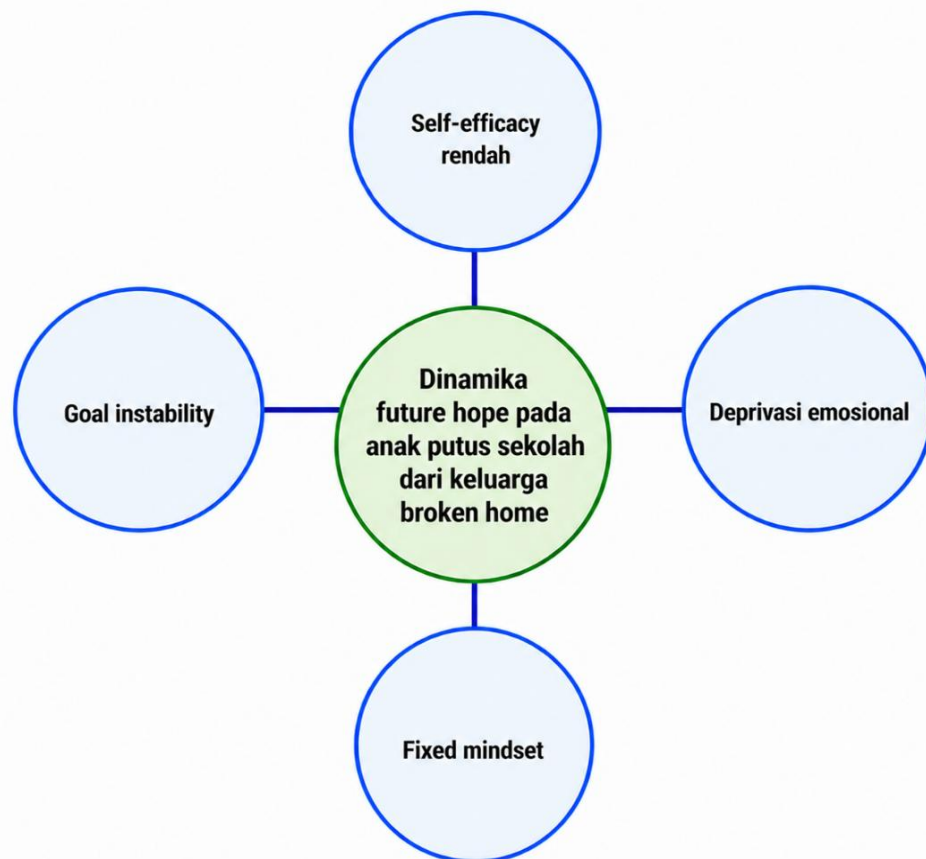 Self-efficacy
rendah
Goal instability
Dinamika
future hope pada
anak putus sekolah
dari keluarga
broken home
Deprivasi emosional
Fixed mindset